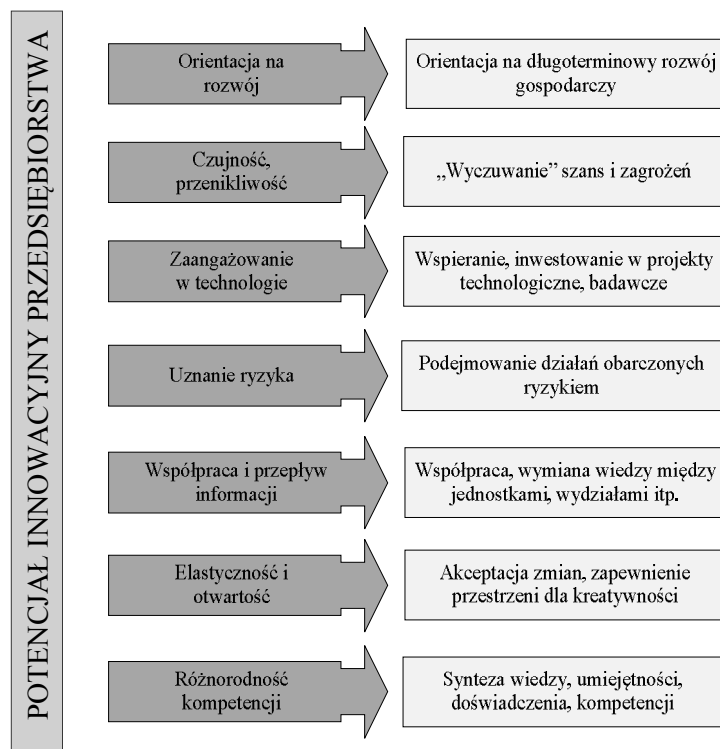 POTENCJAŁ INNOWACYJNY PRZEDSIĘBIORSTWA
Orientacja na
rozwój
Orientacja na długoterminowy rozwój
gospodarczy
Czujność,
przenikliwość
„Wyczuwanie” szans i zagrożeń
Zaangażowanie
w technologie
Wspieranie, inwestowanie w projekty
technologiczne, badawcze
Uznanie ryzyka
Podejmowanie działań obarczonych
ryzykiem
Współpraca i przepływ
informacji
Współpraca, wymiana wiedzy między
jednostkami, wydziałami itp.
Elastyczność i
otwartość
Akceptacja zmian, zapewnienie
przestrzeni dla kreatywności
Różnorodność
kompetencji
Synteza wiedzy, umiejętności,
doświadczenia, kompetencji